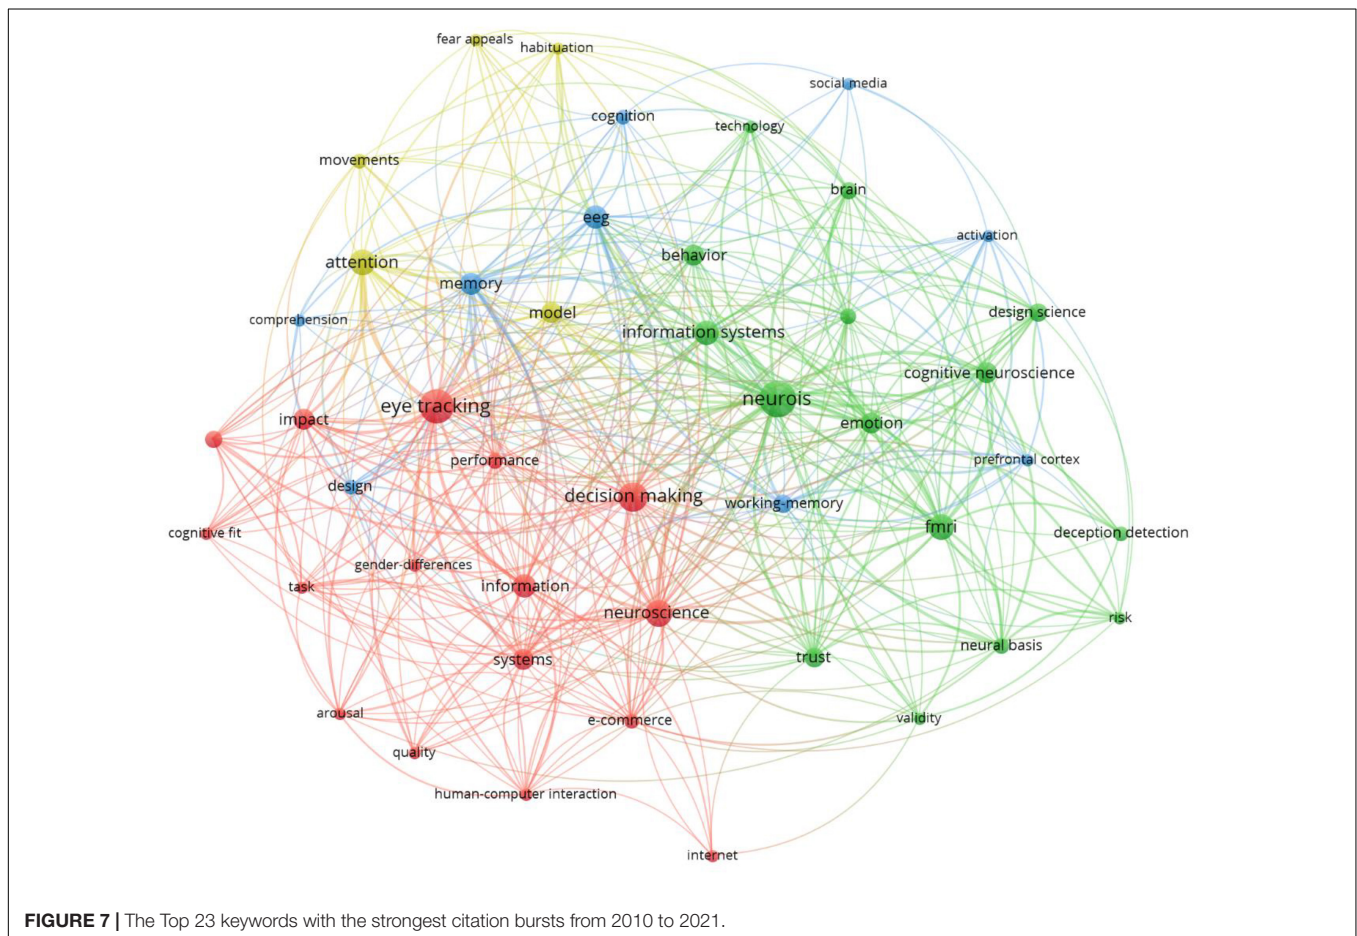 fear appeals
habituation
social media
cognition
technology
movements
brain
eeg
activation
behavior
attention
memory
comprehension
model
design science
information systems
cognitive neuroscience
neurois
eye tracking
impact
emotion
performance
prefrontal cortex
design
decision making
working-memory
fmri
cognitive fit
deception detection
gender-differences
task
information
neuroscience
risk
neural basis
systems
trust
arousal
e-commerce
validity
quality
human-computer interaction
internet
FIGURE 7 | The Top 23 keywords with the strongest citation bursts from 2010 to 2021.